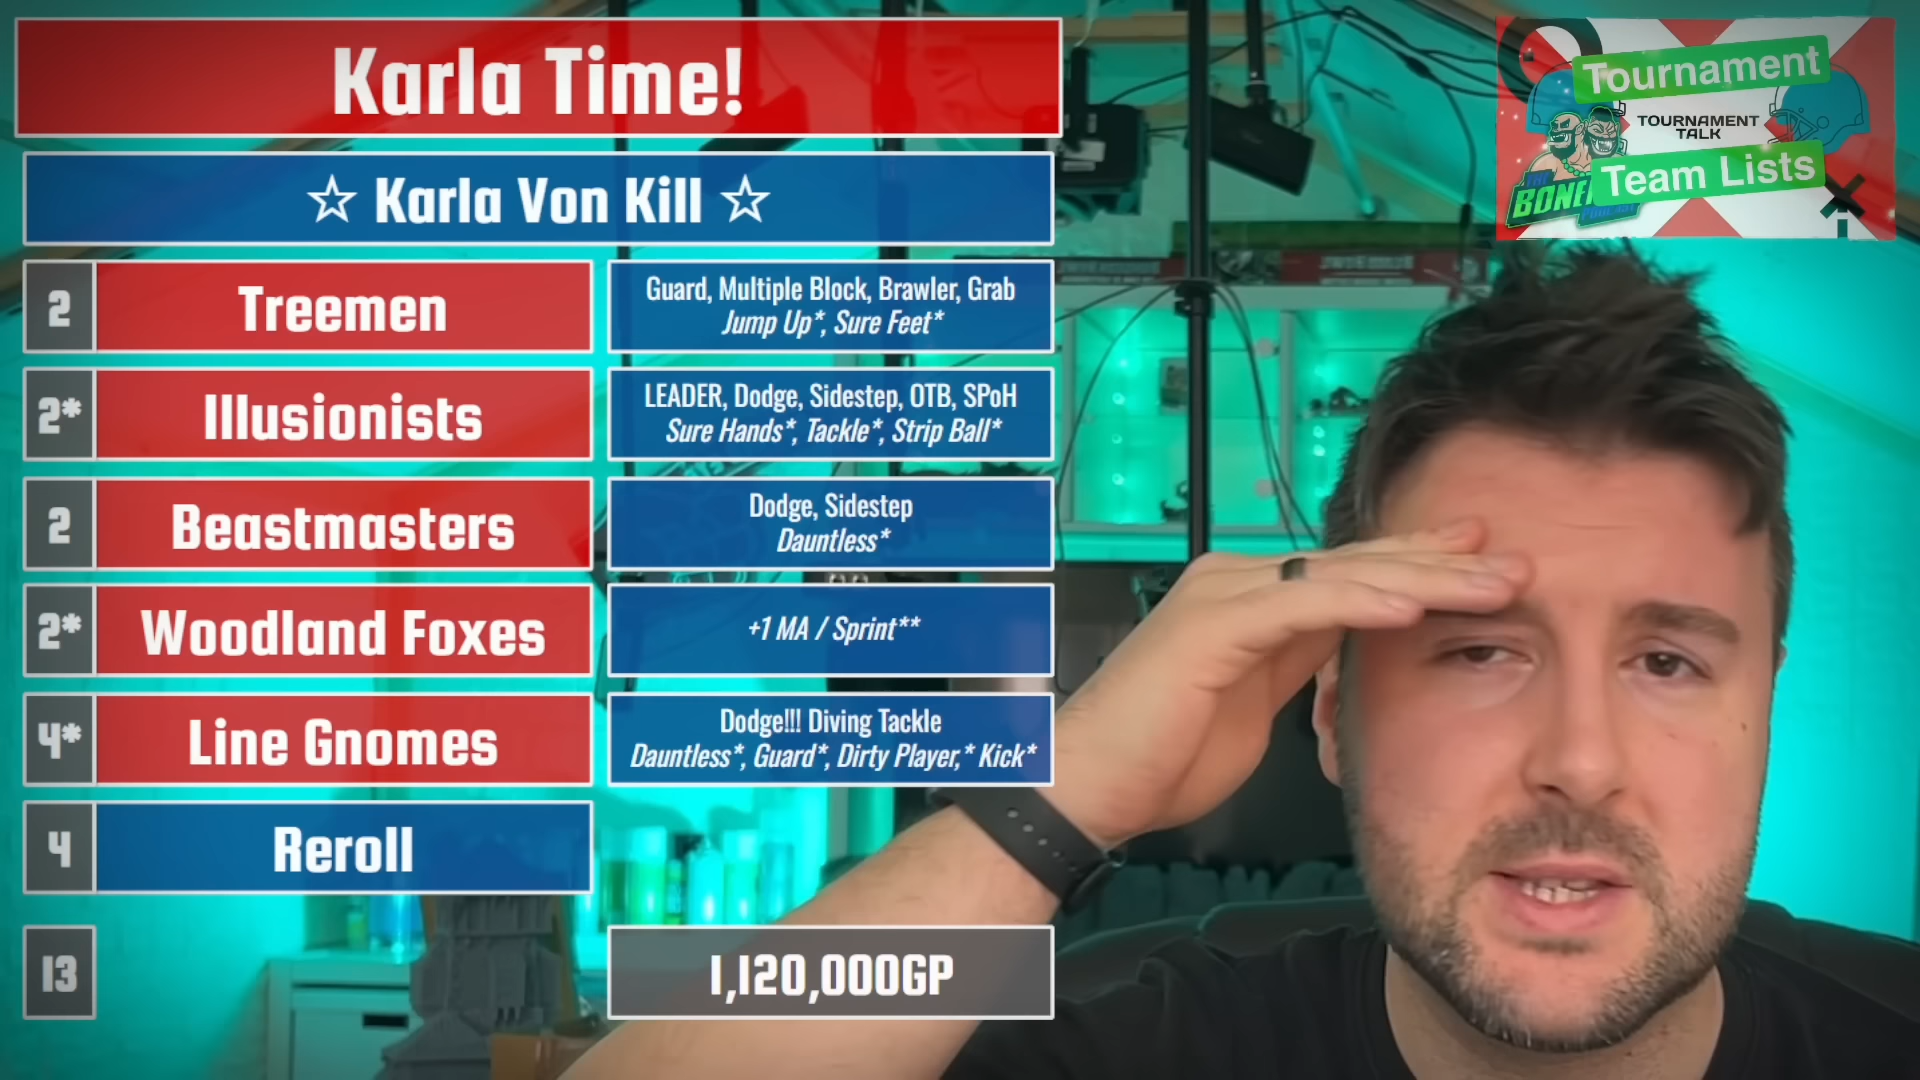 Karla Time!
☆ Karla Von Kill ☆
2 Treemen
Guard, Multiple Block, Brawler, Grab
Jump Up*, Sure Feet*
2* Illusionists
LEADER, Dodge, Sidestep, OTB, SPoH
Sure Hands*, Tackle*, Strip Ball*
2 Beastmasters
Dodge, Sidestep
Dauntless*
2* Woodland Foxes
+1 MA / Sprint**
4* Line Gnomes
Dodge!!! Diving Tackle
Dauntless*, Guard*, Dirty Player,* Kick*
4 Reroll
13
1,120,000GP
Tournament
TOURNAMENT
TALK
Team Lists